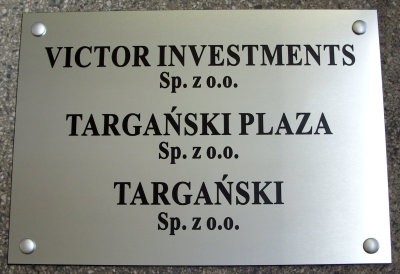 VICTOR INVESTMENTS
Sp. z o.o.
TARGAŃSKI PLAZA
Sp. z o.o.
TARGAŃSKI
Sp. z o.o.